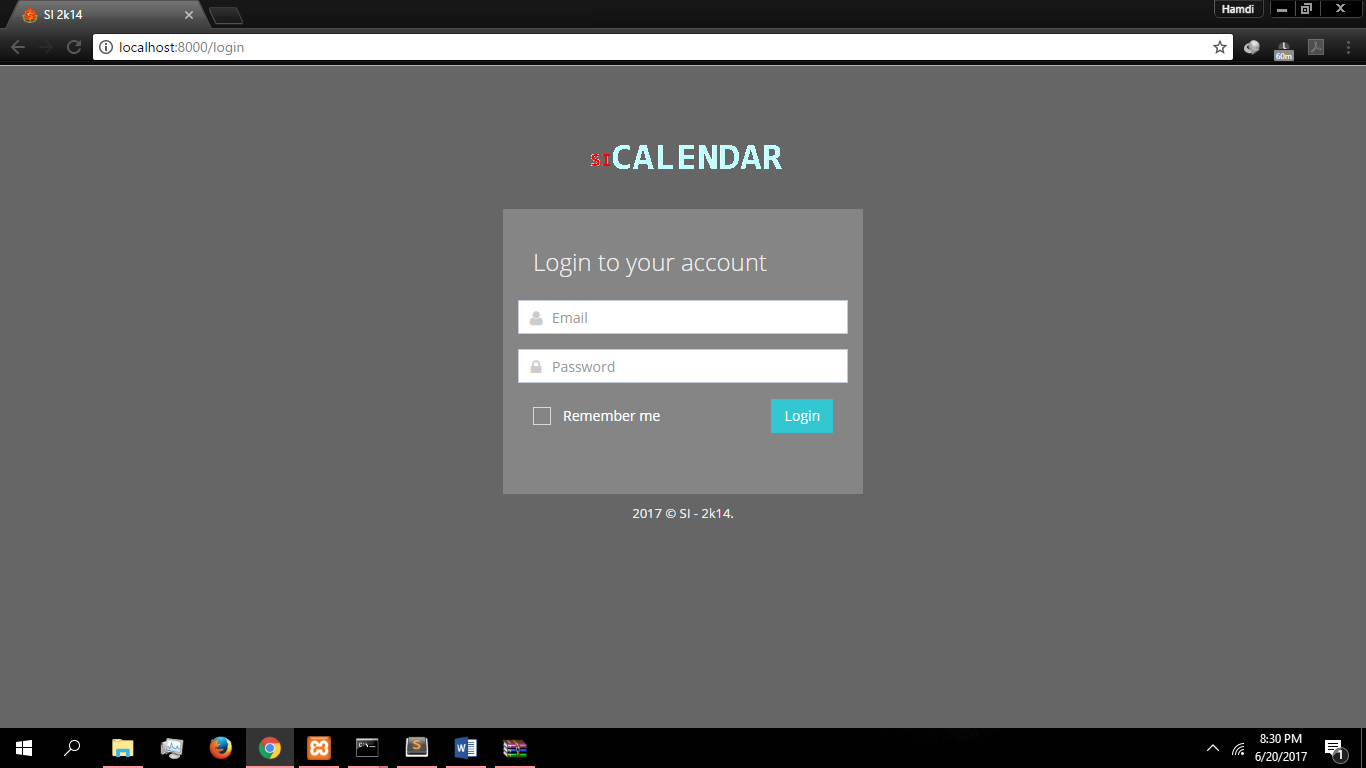 SI 2k14
Hamdi
localhost:8000/login
60m
SICALENDAR
Login to your account
Email
Password
Remember me
Login
2017 © SI - 2k14.
8:30 PM
6/20/2017
1